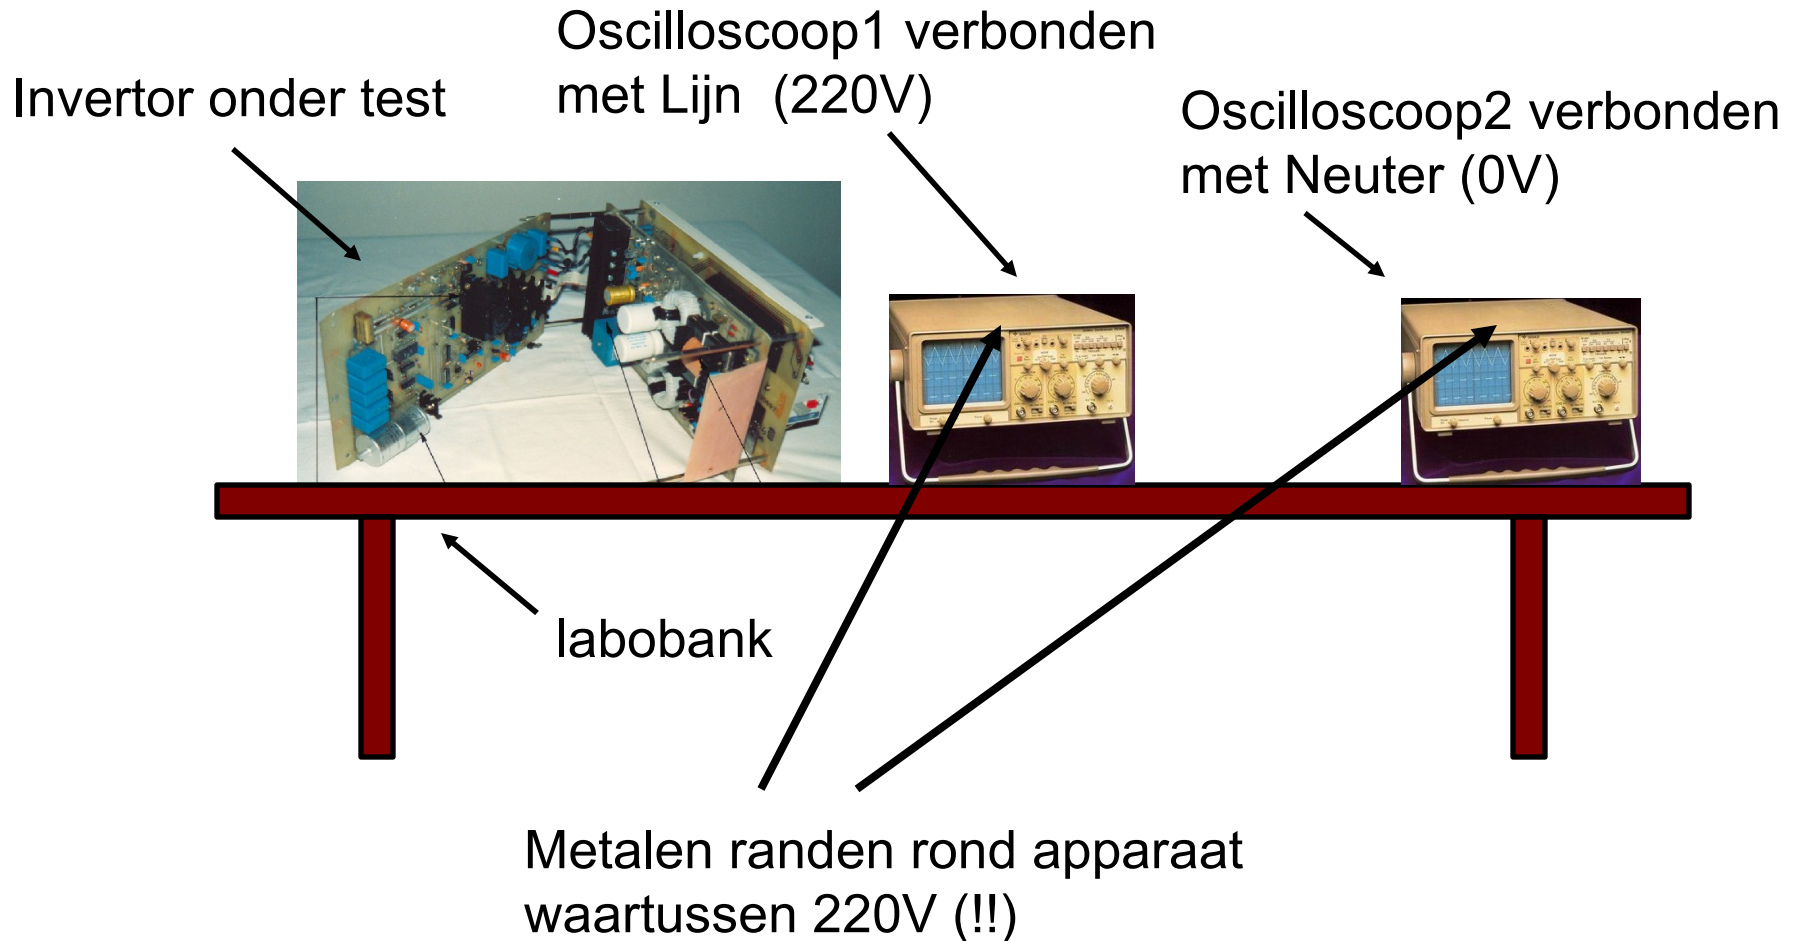 Oscilloscoop1 verbonden
met Lijn (220V)
Invertor onder test
Oscilloscoop2 verbonden
met Neuter (0V)
labobank
Metalen randen rond apparaat
waartussen 220V (!!)